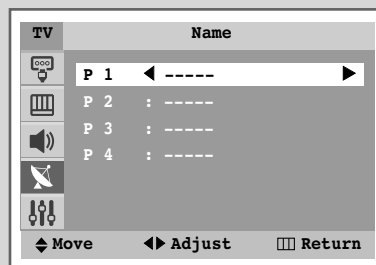 TV Name
P 1 ◀ ----- ▶
P 2 : -----
P 3 : -----
P 4 : -----
Move Adjust Return